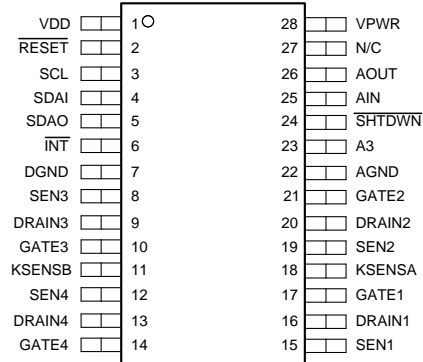 VDD 1 28 VPWR
RESET 2 27 N/C
SCL 3 26 AOUT
SDAI 4 25 AIN
SDAO 5 24 SHTDWN
INT 6 23 A3
DGND 7 22 AGND
SEN3 8 21 GATE2
DRAIN3 9 20 DRAIN2
GATE3 10 19 SEN2
KSENSB 11 18 KSENSA
SEN4 12 17 GATE1
DRAIN4 13 16 DRAIN1
GATE4 14 15 SEN1